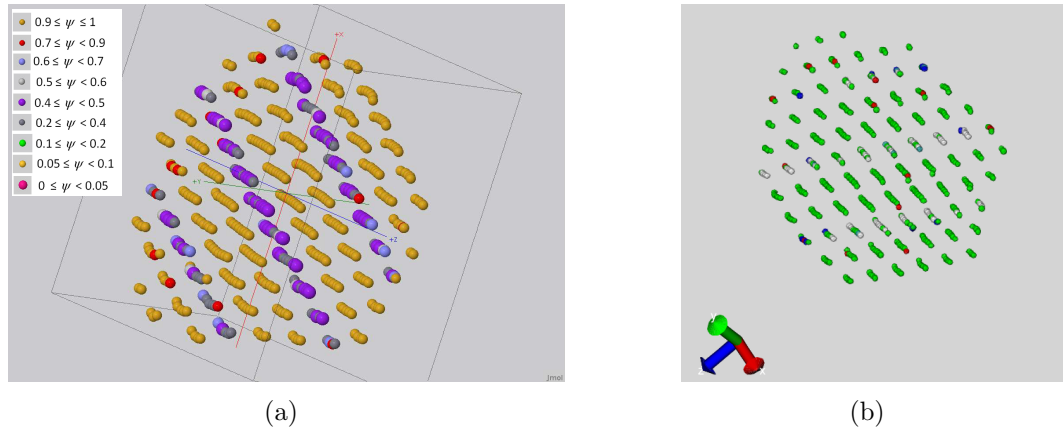 0.9 ≤ ψ ≤ 1
0.7 ≤ ψ < 0.9
0.6 ≤ ψ < 0.7
0.5 ≤ ψ < 0.6
0.4 ≤ ψ < 0.5
0.2 ≤ ψ < 0.4
0.1 ≤ ψ < 0.2
0.05 ≤ ψ < 0.1
0 ≤ ψ < 0.05
+X
+Y
+Z
Jmol
(a)
(b)